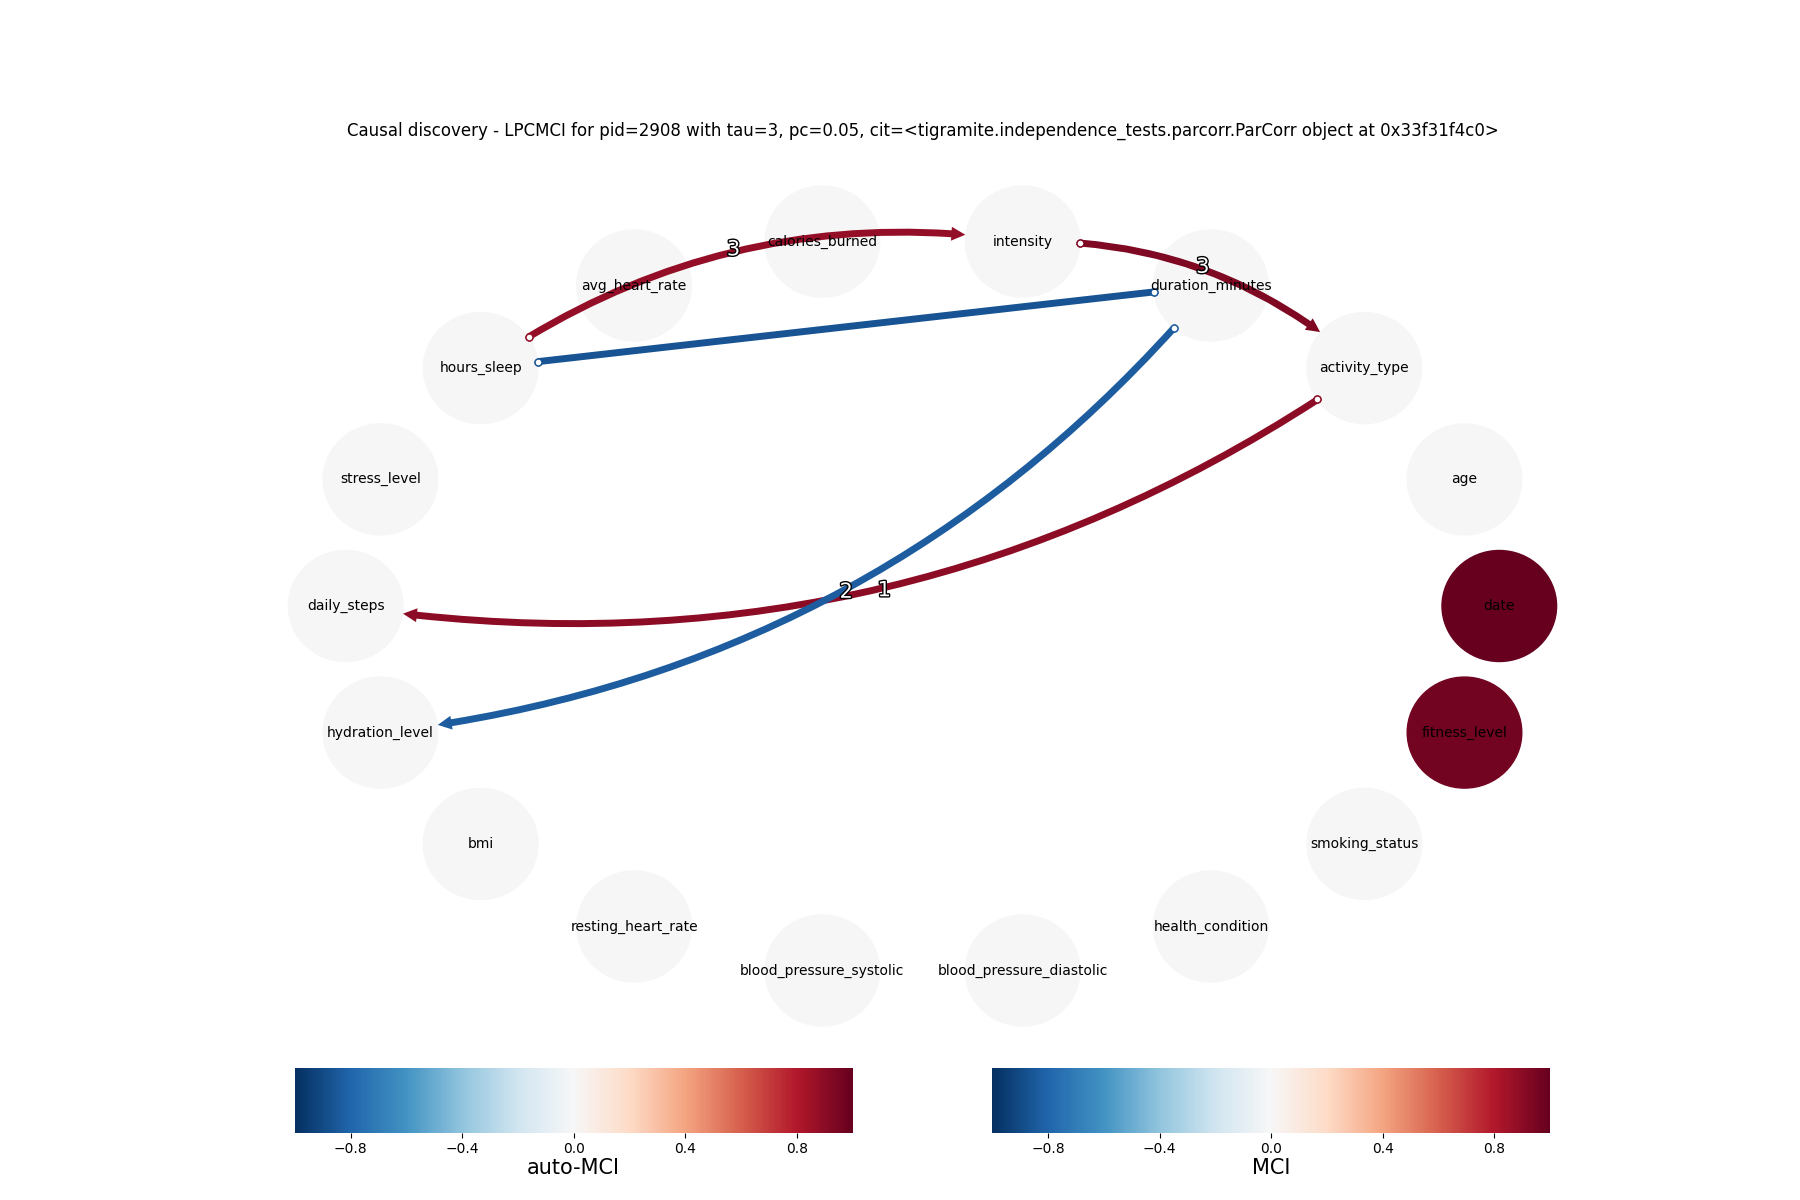 Causal discovery - LPCMCI for pid=2908 with tau=3, pc=0.05, cit=<tigramite.independence_tests.parcorr.ParCorr object at 0x33f31f4c0>
calories_burned
intensity
3
3
avg_heart_rate
duration_minutes
hours_sleep
activity_type
stress_level
age
2
1
daily_steps
date
hydration_level
fitness_level
bmi
smoking_status
resting_heart_rate
health_condition
blood_pressure_systolic
blood_pressure_diastolic
−0.8 −0.4 0.0 0.4 0.8
auto-MCI
−0.8 −0.4 0.0 0.4 0.8
MCI